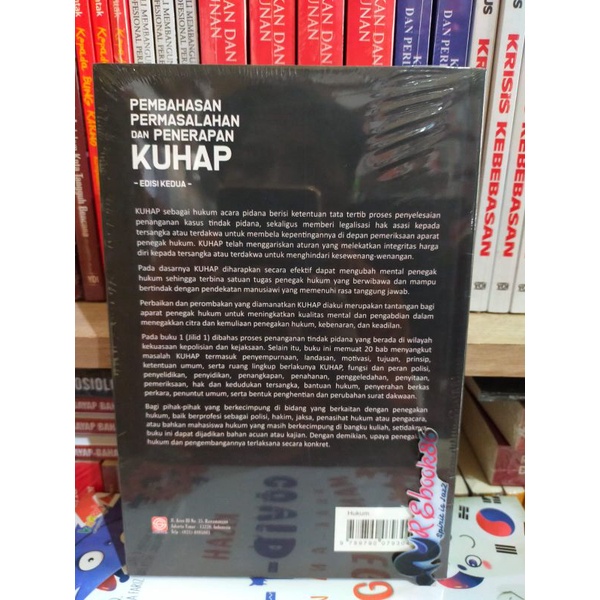 PEMBAHASAN
PERMASALAHAN
DAN PENERAPAN
KUHAP
- EDISI KEDUA -
KUHAP sebagai hukum acara pidana berisi ketentuan tata tertib proses penyelesaian
penanganan kasus tindak pidana, sekaligus memberi legalisasi hak asasi kepada
tersangka atau terdakwa untuk membela kepentingannya di depan pemeriksaan aparat
penegak hukum. KUHAP telah menggariskan aturan yang melekatkan integritas harga
diri kepada tersangka atau terdakwa untuk menghindari kesewenang-wenangan.
Pada dasarnya KUHAP diharapkan secara efektif dapat mengubah mental penegak
hukum sehingga terbina satuan tugas penegak hukum yang berwibawa dan mampu
bertindak dengan pendekatan manusiawi yang memenuhi rasa tanggung jawab.
Perbaikan dan perombakan yang diamanatkan KUHAP diakui merupakan tantangan bagi
aparat penegak hukum untuk meningkatkan kualitas mental dan pengabdian dalam
menegakkan citra dan kemuliaan penegakan hukum, kebenaran, dan keadilan.
Pada buku 1 (Jilid 1) dibahas proses penanganan tindak pidana yang berada di wilayah
kekuasaan kepolisian dan kejaksaan. Selain itu, buku ini memuat 20 bab menyangkut
masalah KUHAP termasuk penyempurnaan, landasan, motivasi, tujuan, prinsip,
ketentuan umum, serta ruang lingkup berlakunya KUHAP, fungsi dan peran polisi,
penyelidikan, penyidikan, penangkapan, penahanan, penggeledahan, penyitaan,
pemeriksaan, hak dan kedudukan tersangka, bantuan hukum, penyerahan berkas
perkara, penuntut umum, serta bentuk penghentian dan perubahan surat dakwaan.
Bagi pihak-pihak yang berkecimpung di bidang yang berkaitan dengan penegakan
hukum, baik berprofesi sebagai polisi, hakim, jaksa, penasihat hukum atau pengacara,
atau bahkan mahasiswa hukum yang masih berkecimpung di bangku kuliah, setidaknya
buku ini dapat dijadikan bahan acuan atau kajian. Dengan demikian, upaya penegakan
hukum dan pengembangannya terlaksana secara konkret.
Hukum
KRISIS KEBEBASAN
KRISIS KEBEBASAN